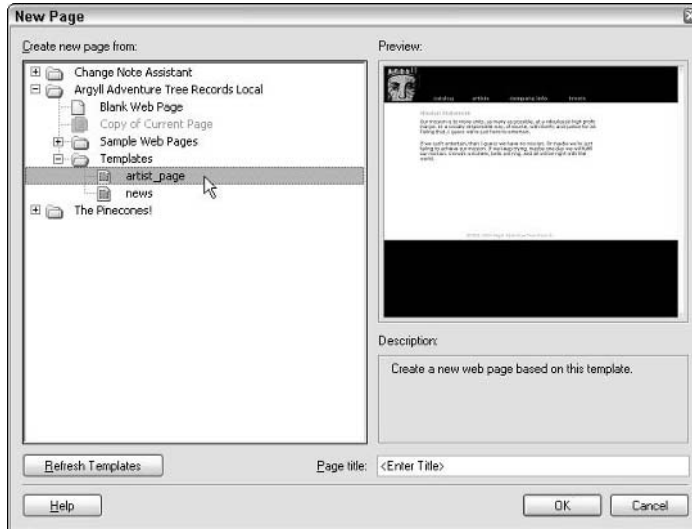 New Page
Create new page from:
Change Note Assistant
Argyll Adventure Tree Records Local
Blank Web Page
Copy of Current Page
Sample Web Pages
Templates
artist_page
news
The Pinecones!
Refresh Templates
Preview:
catalog artists company info
Description:
Create a new web page based on this template.
Page title: <Enter Title>
Help
OK
Cancel